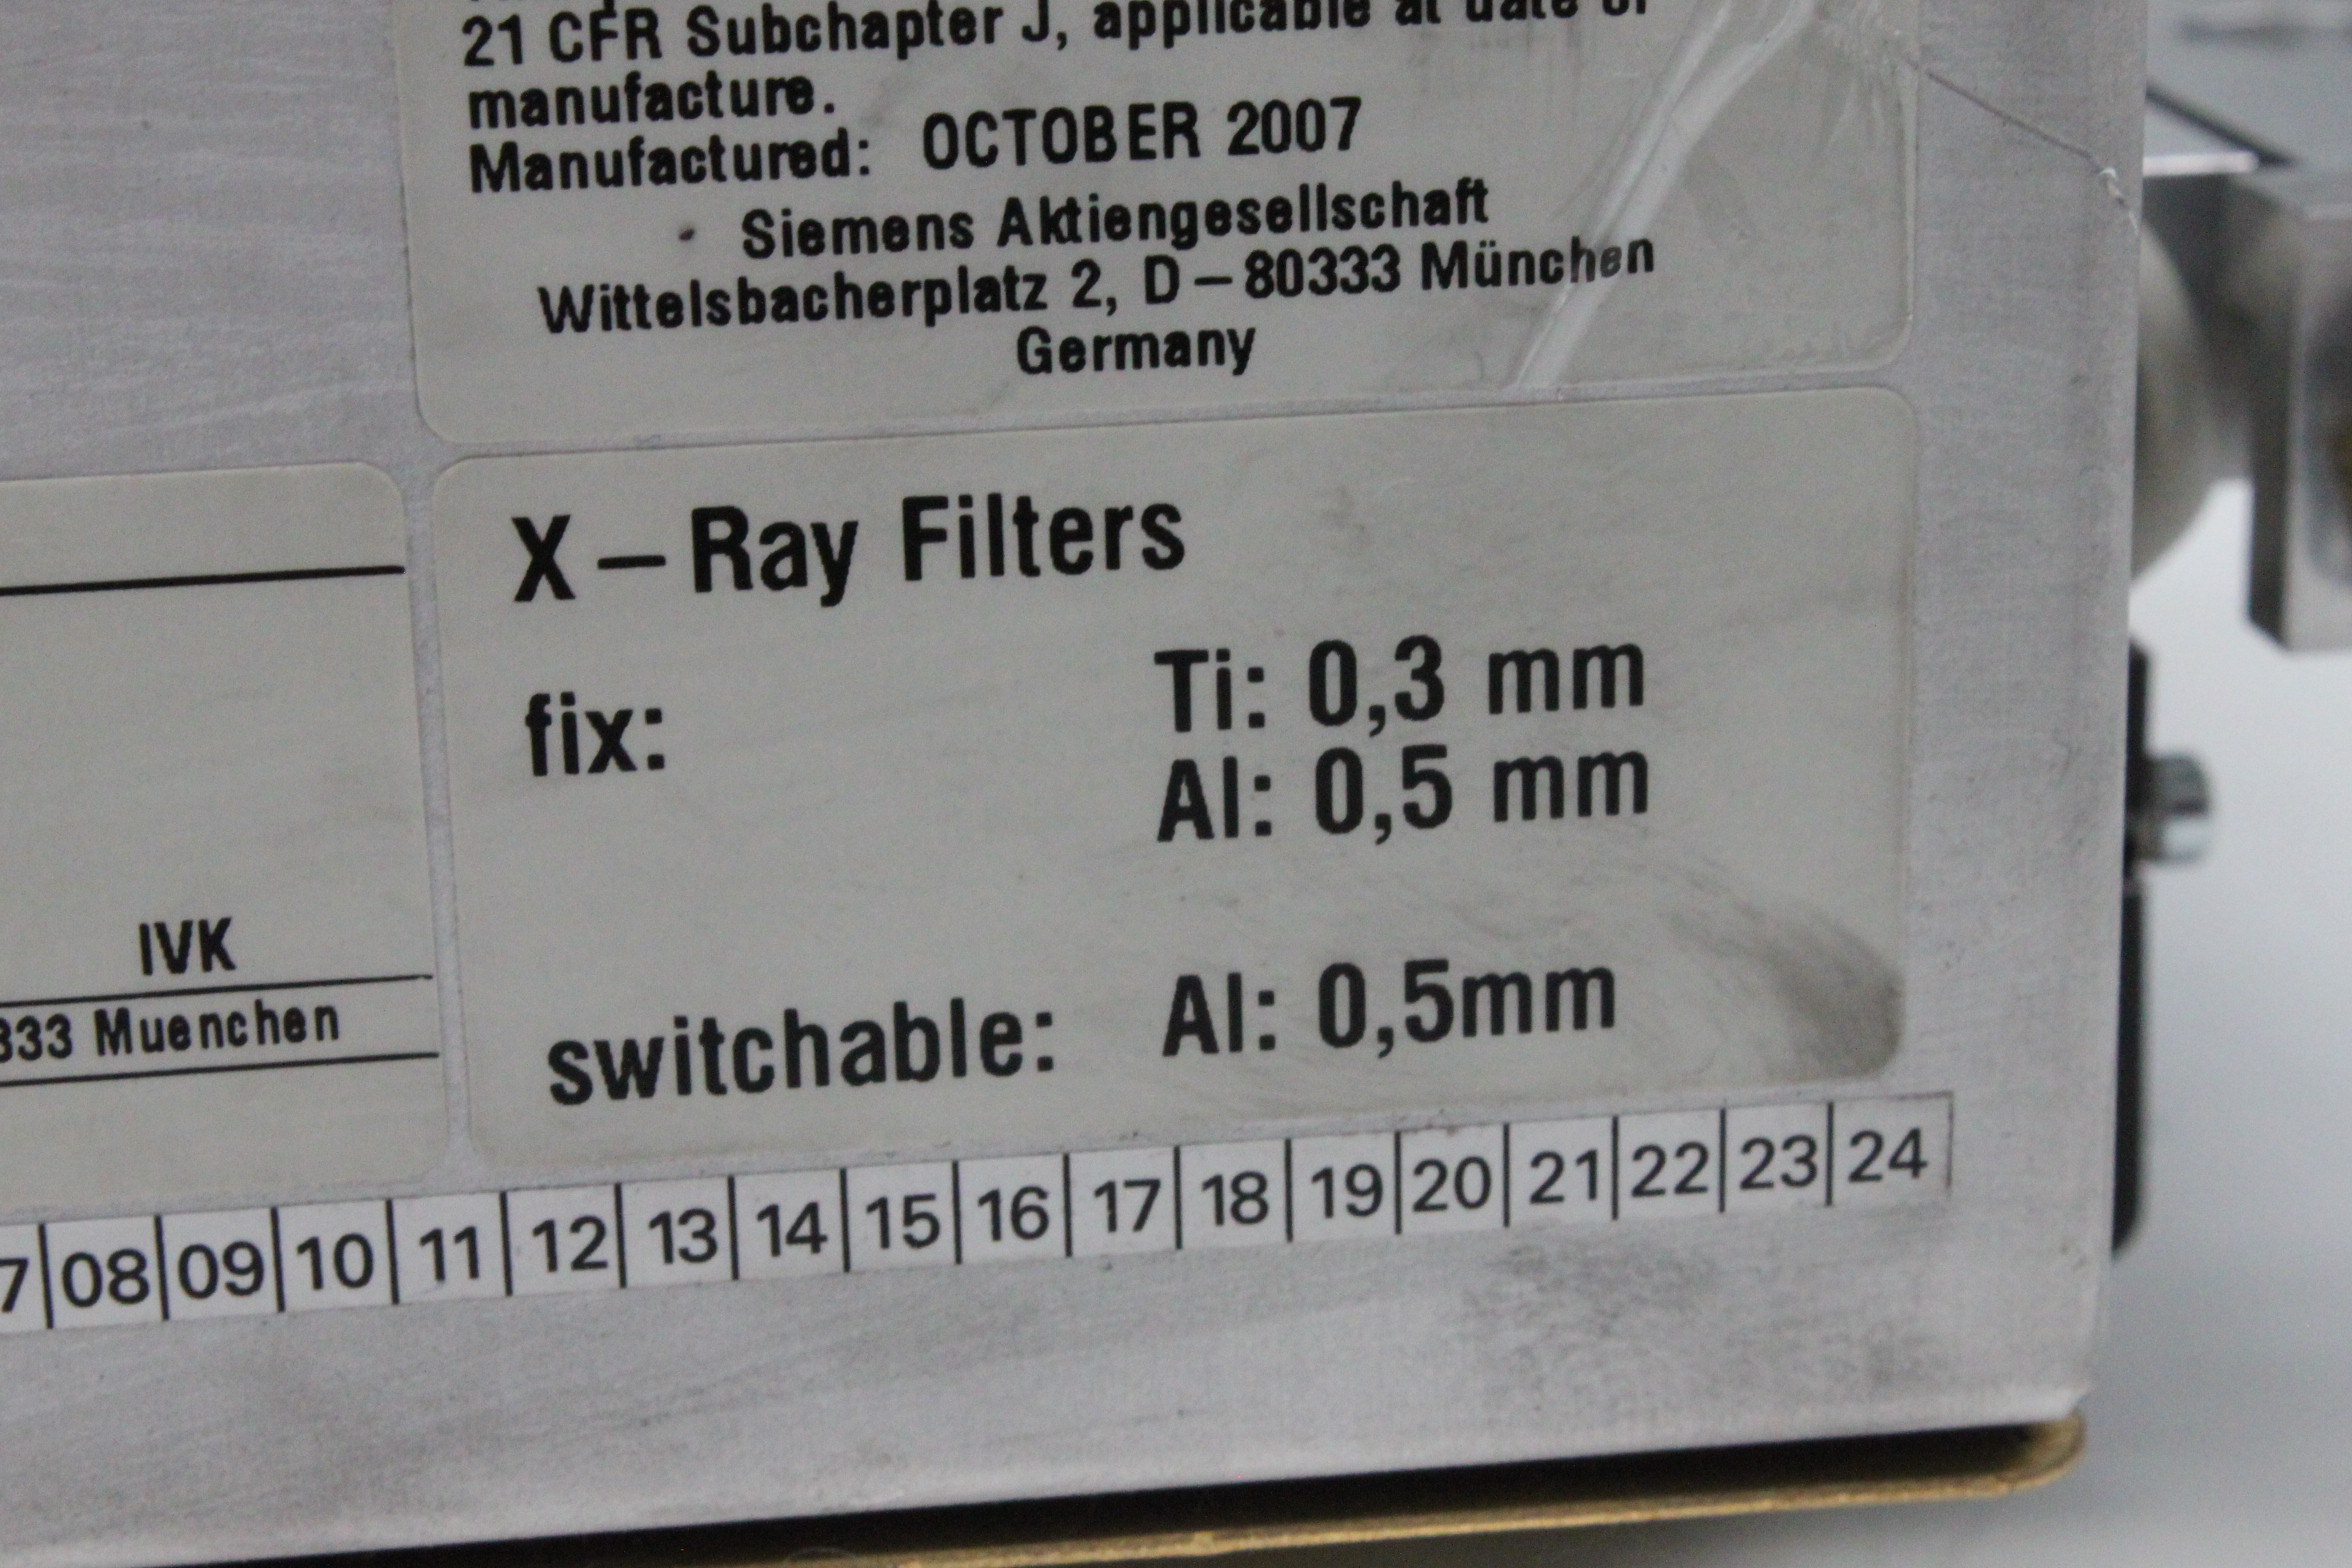 21 CFR Subchapter J, applicable at date of
manufacture.
Manufactured: OCTOBER 2007
Siemens Aktiengesellschaft
Wittelsbacherplatz 2, D-80333 München
Germany
X-Ray Filters
fix: Ti: 0,3 mm
Al: 0,5 mm
switchable: Al: 0,5mm
IVK
333 Muenchen
7 08 09 10 11 12 13 14 15 16 17 18 19 20 21 22 23 24